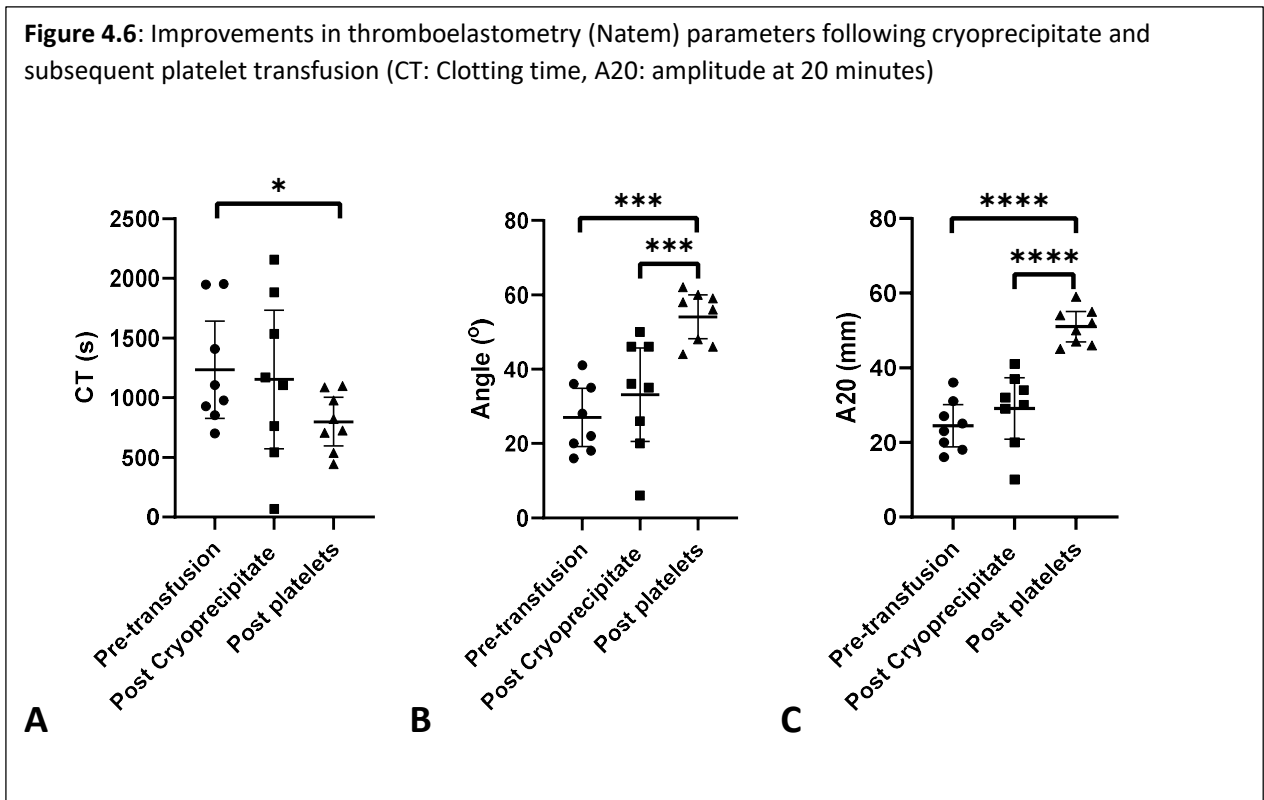 Figure 4.6: Improvements in thromboelastometry (Natem) parameters following cryoprecipitate and
subsequent platelet transfusion (CT: Clotting time, A20: amplitude at 20 minutes)
*
2500
2000
1500
1000
500
0
CT (s)
Pre-transfusion
Post Cryoprecipitate
Post platelets
A
***
***
80
60
40
20
0
Angle (O)
Pre-transfusion
Post Cryoprecipitate
Post platelets
B
****
****
80
60
40
20
0
A20 (mm)
Pre-transfusion
Post Cryoprecipitate
Post platelets
C